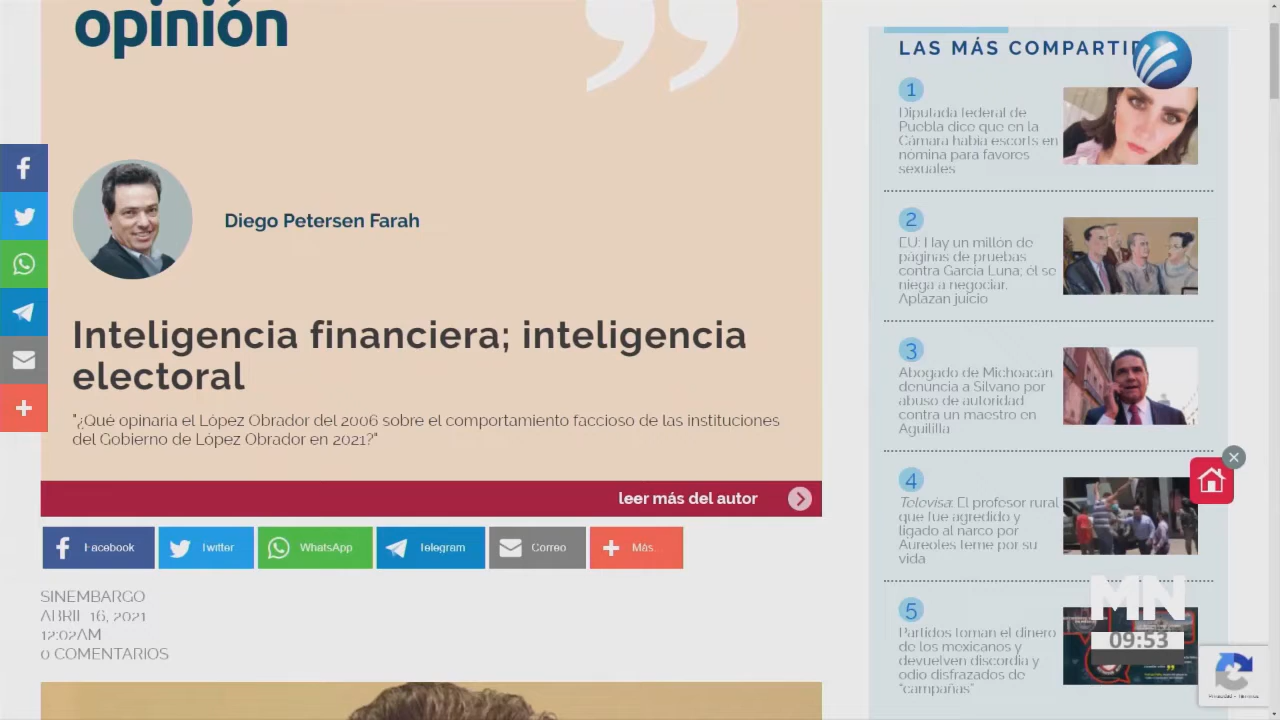 opinión
Diego Petersen Farah
Inteligencia financiera; inteligencia
electoral
"¿Qué opinaría el López Obrador del 2006 sobre el comportamiento faccioso de las instituciones
del Gobierno de López Obrador en 2021?"
leer más del autor
Facebook
Twitter
WhatsApp
Telegram
Correo
Más...
SINEMBARGO
ABRIL 16, 2021
12:02AM
0 COMENTARIOS
LAS MÁS COMPARTID
1
Diputada federal de
Puebla dice que en la
Cámara había escorts en
nómina para favores
sexuales
2
EU: Hay un millón de
páginas de pruebas
contra García Luna; él se
niega a negociar.
Aplazan juicio
3
Abogado de Michoacán
denuncia a Silvano por
abuso de autoridad
contra un maestro en
Aguililla
4
Televisa: El profesor rural
que fue agredido y
ligado al narco por
Aureoles teme por su
vida
5
Partidos toman el dinero
de los mexicanos y
devuelven discordia y
odio disfrazados de
"campañas"
MN
09:53
Privacidad - Términos